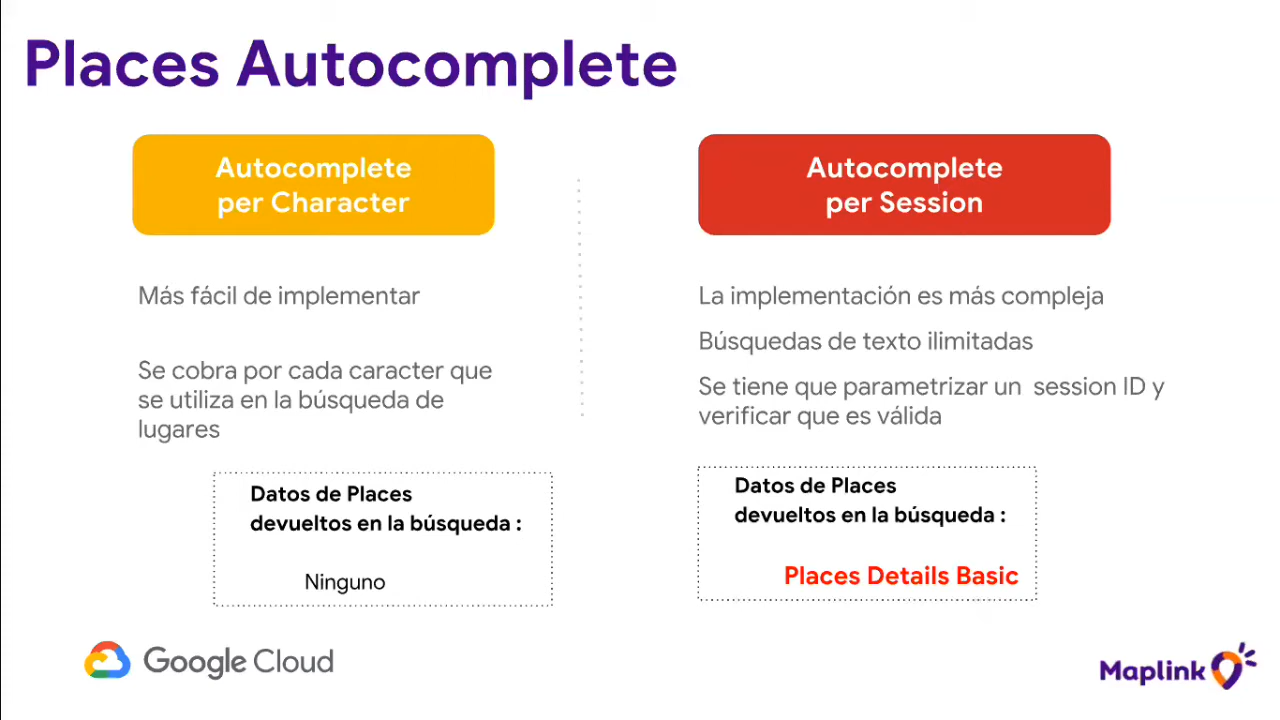 Places Autocomplete
Autocomplete
per Character
Más fácil de implementar
Se cobra por cada caracter que
se utiliza en la búsqueda de
lugares
Datos de Places
devueltos en la búsqueda :
Ninguno
Autocomplete
per Session
La implementación es más compleja
Búsquedas de texto ilimitadas
Se tiene que parametrizar un session ID y
verificar que es válida
Datos de Places
devueltos en la búsqueda :
Places Details Basic
Google Cloud
Maplink